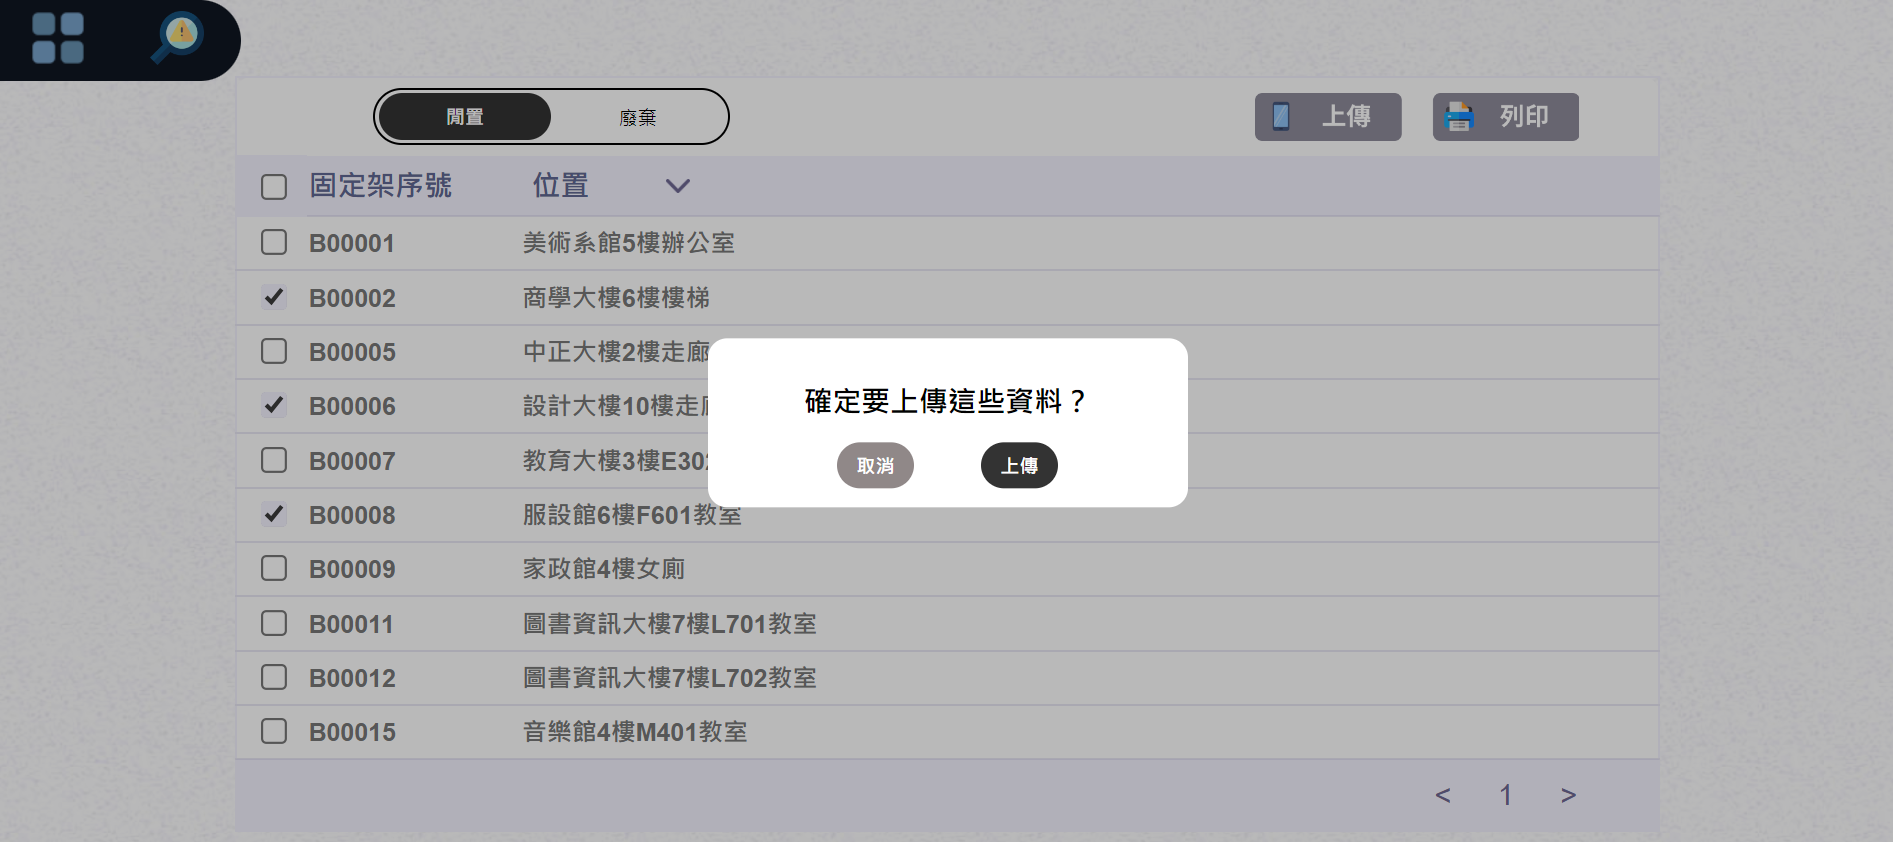 閒置 廢棄 上傳 列印
固定架序號 位置
B00001 美術系館5樓辦公室
B00002 商學大樓6樓樓梯
B00005 中正大樓2樓走廊
B00006 設計大樓10樓走
B00007 教育大樓3樓E302
B00008 服設館6樓F601教室
B00009 家政館4樓女廁
B00011 圖書資訊大樓7樓L701教室
B00012 圖書資訊大樓7樓L702教室
B00015 音樂館4樓M401教室
確定要上傳這些資料？
取消 上傳
< 1 >